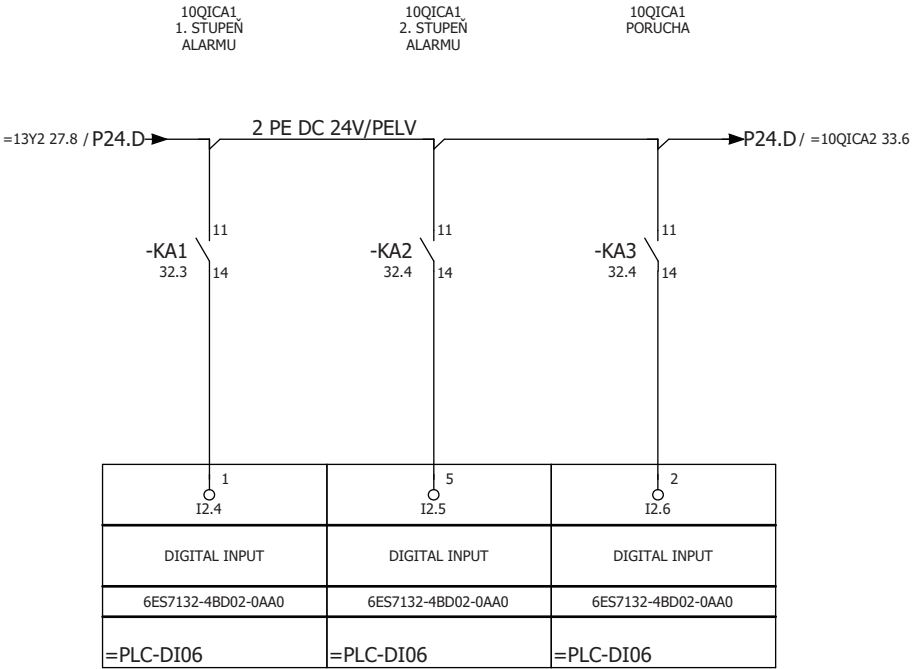 10QICA1
1. STUPEŇ
ALARMU
10QICA1
2. STUPEŇ
ALARMU
10QICA1
PORUCHA
=13Y2 27.8 / P24.D
2 PE DC 24V/PELV
P24.D / =10QICA2 33.6
-KA1
32.3
11
14
-KA2
32.4
11
14
-KA3
32.4
11
14
1
I2.4
5
I2.5
2
I2.6
DIGITAL INPUT
DIGITAL INPUT
DIGITAL INPUT
6ES7132-4BD02-0AA0
6ES7132-4BD02-0AA0
6ES7132-4BD02-0AA0
=PLC-DI06
=PLC-DI06
=PLC-DI06